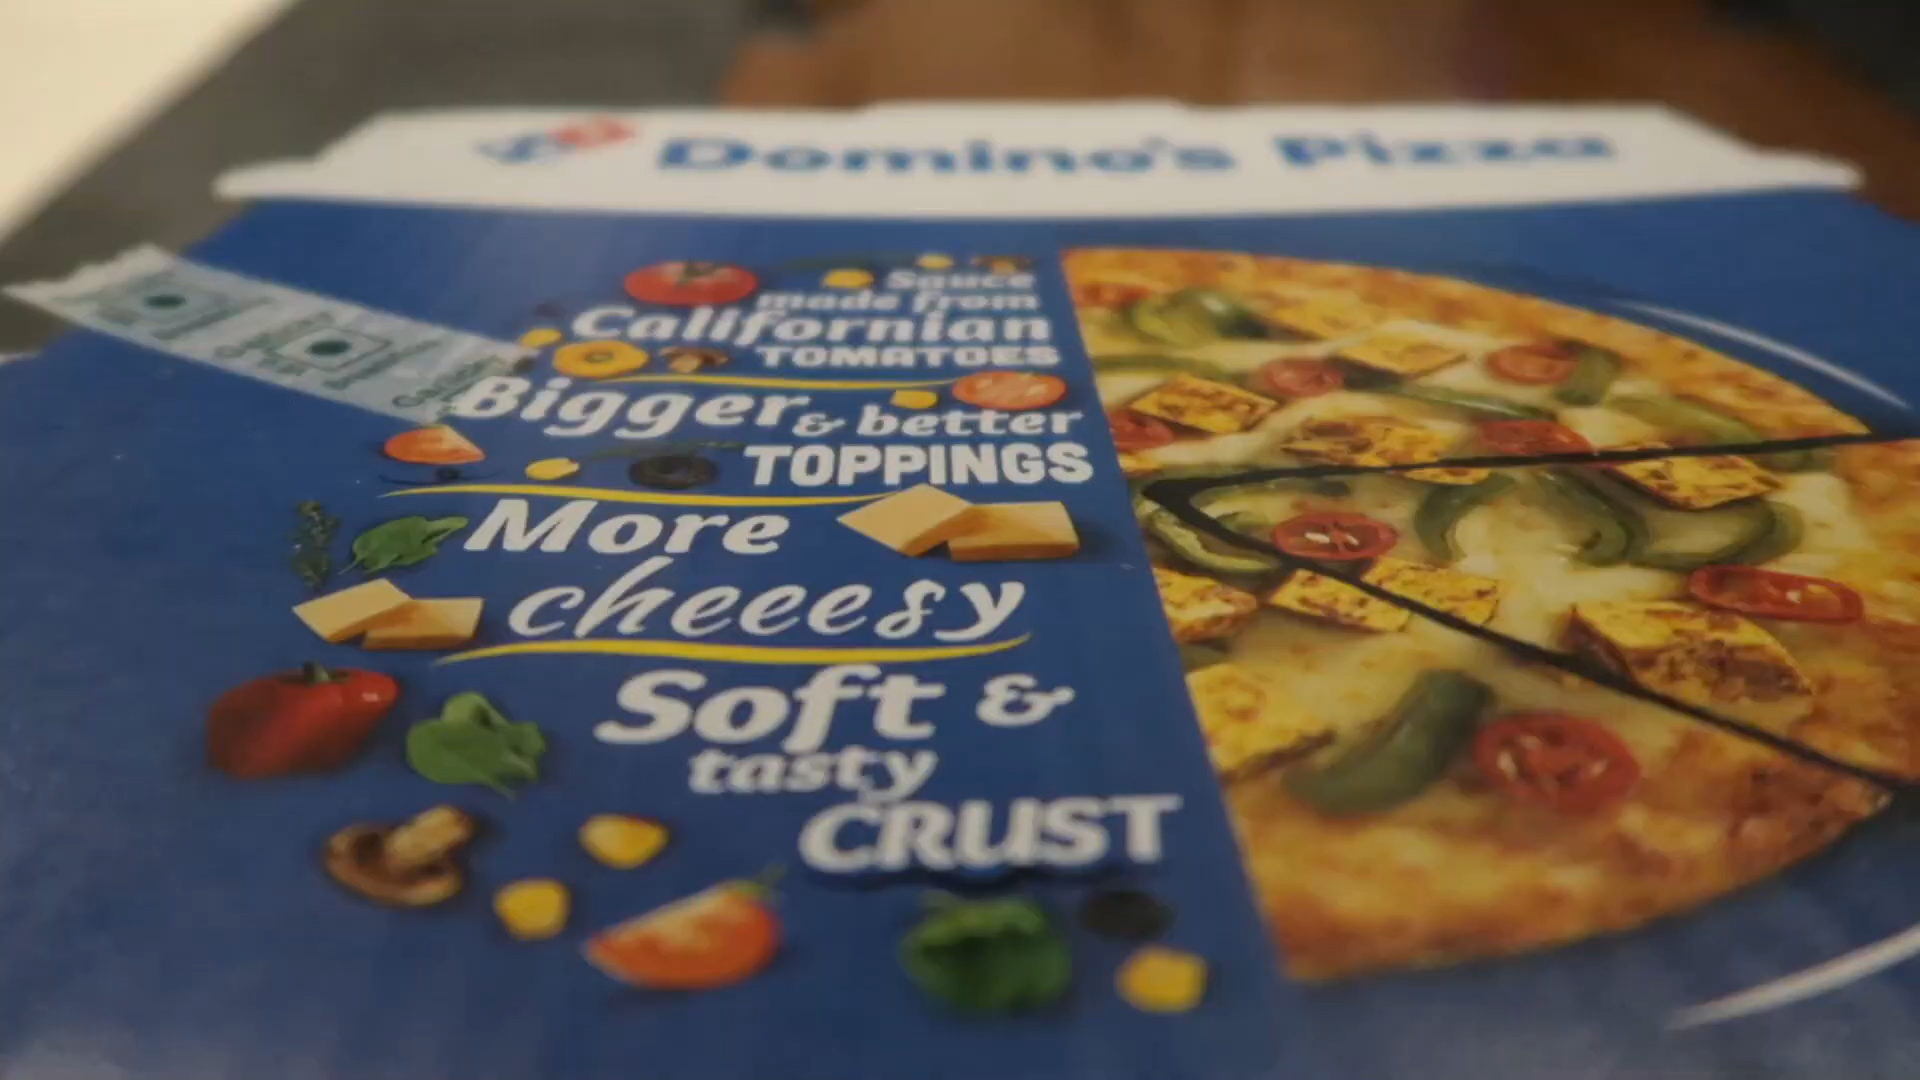 Domino's Pizza
Sauce
made from
Californian
TOMATOES
Bigger & better
TOPPINGS
More
cheeesy
Soft &
tasty
CRUST